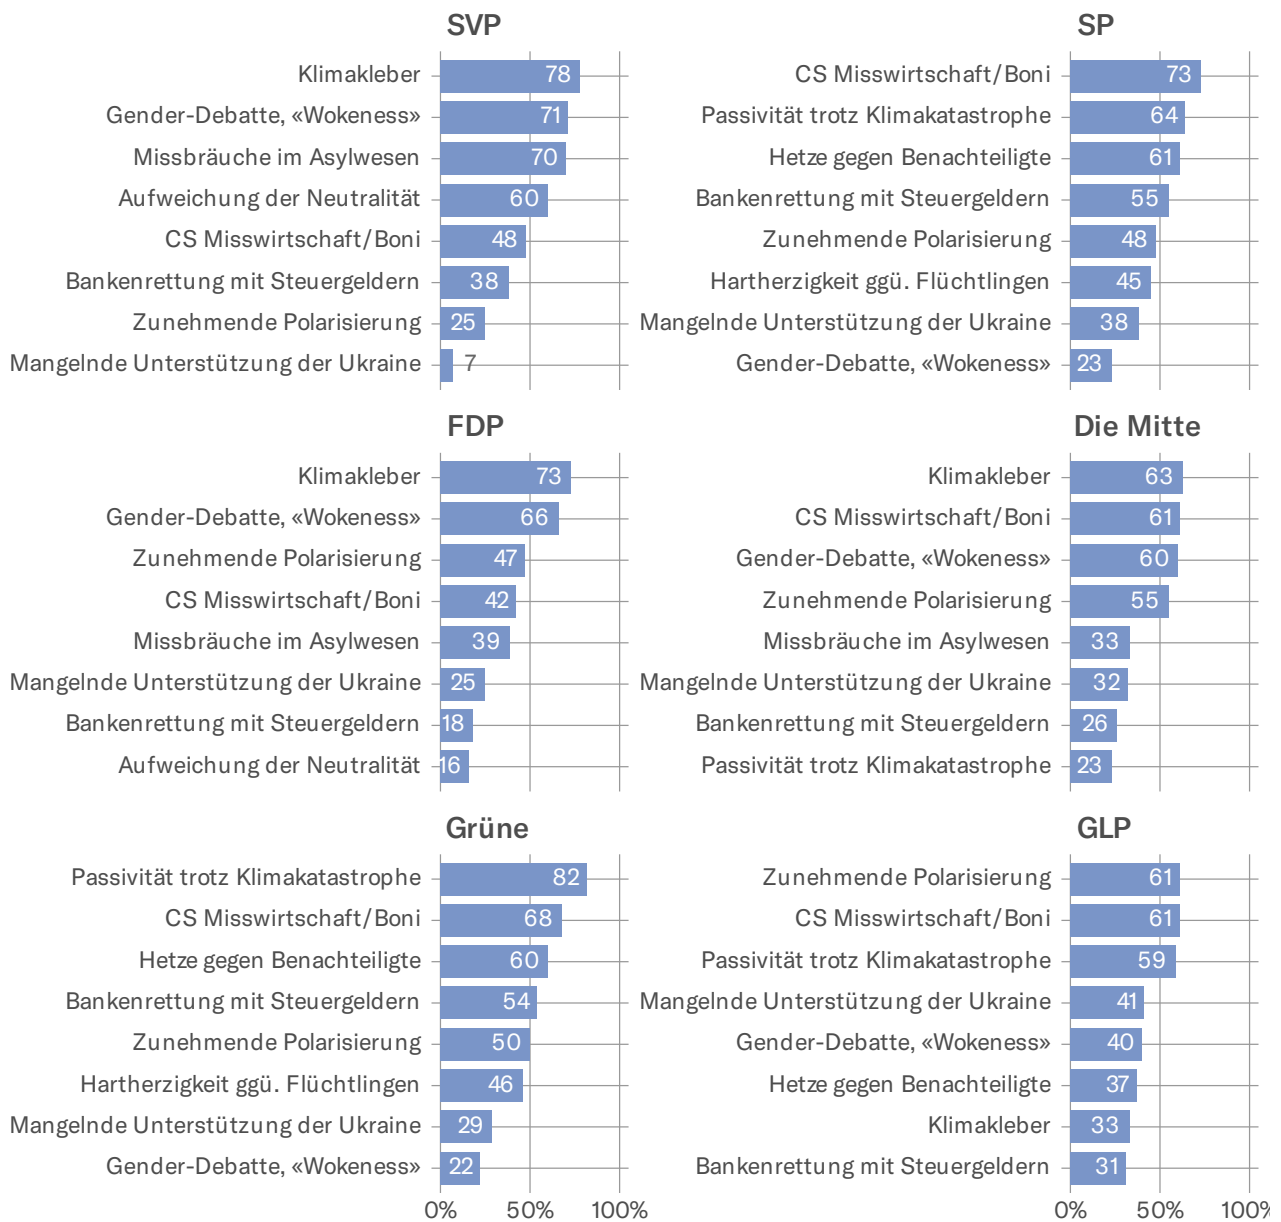 SVP
Klimakleber 78
Gender-Debatte, «Wokeness» 71
Missbräuche im Asylwesen 70
Aufweichung der Neutralität 60
CS Misswirtschaft/Boni 48
Bankenrettung mit Steuergeldern 38
Zunehmende Polarisierung 25
Mangelnde Unterstützung der Ukraine 7
SP
CS Misswirtschaft/Boni 73
Passivität trotz Klimakatastrophe 64
Hetze gegen Benachteiligte 61
Bankenrettung mit Steuergeldern 55
Zunehmende Polarisierung 48
Hartherzigkeit ggü. Flüchtlingen 45
Mangelnde Unterstützung der Ukraine 38
Gender-Debatte, «Wokeness» 23
FDP
Klimakleber 73
Gender-Debatte, «Wokeness» 66
Zunehmende Polarisierung 47
CS Misswirtschaft/Boni 42
Missbräuche im Asylwesen 39
Mangelnde Unterstützung der Ukraine 25
Bankenrettung mit Steuergeldern 18
Aufweichung der Neutralität 16
Die Mitte
Klimakleber 63
CS Misswirtschaft/Boni 61
Gender-Debatte, «Wokeness» 60
Zunehmende Polarisierung 55
Missbräuche im Asylwesen 33
Mangelnde Unterstützung der Ukraine 32
Bankenrettung mit Steuergeldern 26
Passivität trotz Klimakatastrophe 23
Grüne
Passivität trotz Klimakatastrophe 82
CS Misswirtschaft/Boni 68
Hetze gegen Benachteiligte 60
Bankenrettung mit Steuergeldern 54
Zunehmende Polarisierung 50
Hartherzigkeit ggü. Flüchtlingen 46
Mangelnde Unterstützung der Ukraine 29
Gender-Debatte, «Wokeness» 22
0% 50% 100%
GLP
Zunehmende Polarisierung 61
CS Misswirtschaft/Boni 61
Passivität trotz Klimakatastrophe 59
Mangelnde Unterstützung der Ukraine 41
Gender-Debatte, «Wokeness» 40
Hetze gegen Benachteiligte 37
Klimakleber 33
Bankenrettung mit Steuergeldern 31
0% 50% 100%